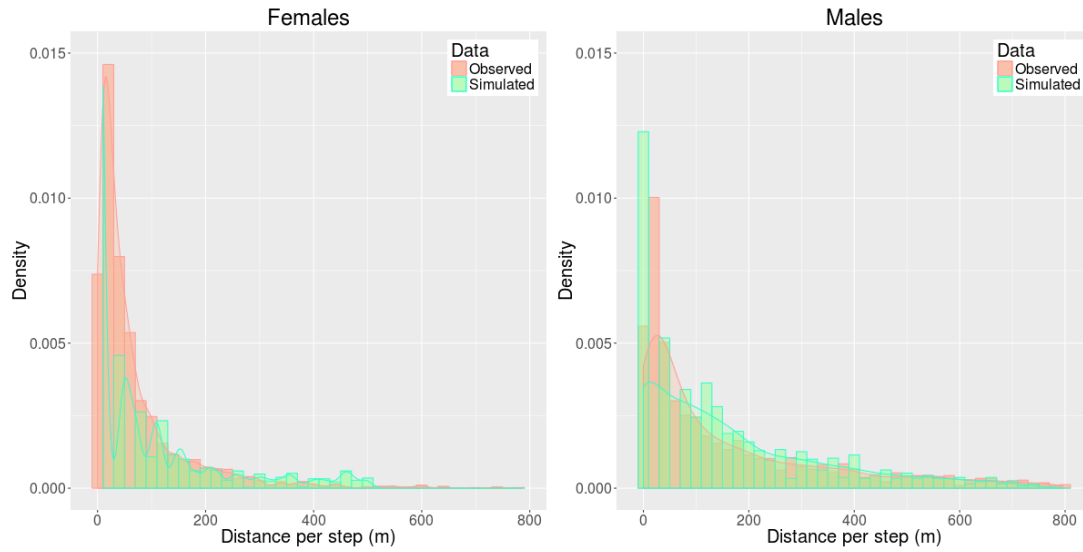 Females
Data
Observed
Simulated
0.015
0.010
0.005
0.000
Density
0
200
400
600
800
Distance per step (m)
Males
Data
Observed
Simulated
0.015
0.010
0.005
0.000
Density
0
200
400
600
800
Distance per step (m)